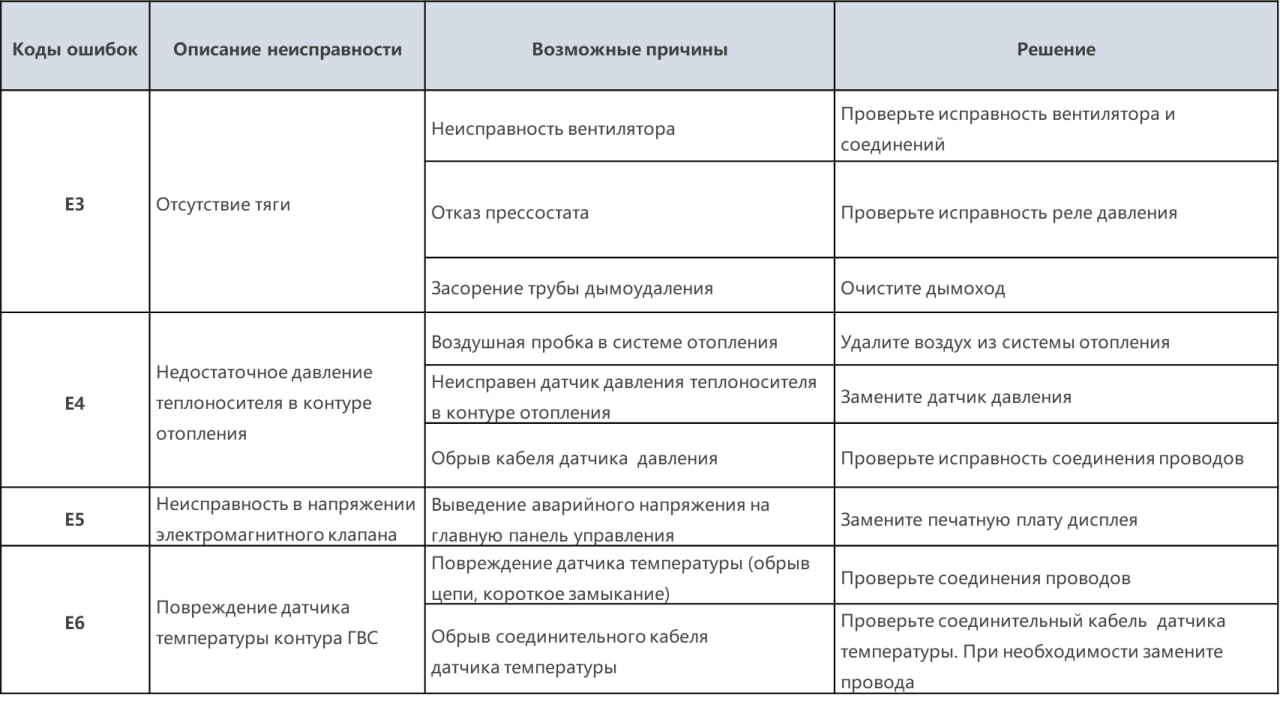 Коды ошибок
Описание неисправности
Возможные причины
Решение
E3
Отсутствие тяги
Неисправность вентилятора
Проверьте исправность вентилятора и
соединений
Отказ прессостата
Проверьте исправность реле давления
Засорение трубы дымоудаления
Очистите дымоход
E4
Недостаточное давление
теплоносителя в контуре
отопления
Воздушная пробка в системе отопления
Удалите воздух из системы отопления
Неисправен датчик давления теплоносителя
в контуре отопления
Замените датчик давления
Обрыв кабеля датчика  давления
Проверьте исправность соединения проводов
E5
Неисправность в напряжении
электромагнитного клапана
Выведение аварийного напряжения на
главную панель управления
Замените печатную плату дисплея
E6
Повреждение датчика
температуры контура ГВС
Повреждение датчика температуры (обрыв
цепи, короткое замыкание)
Проверьте соединения проводов
Обрыв соединительного кабеля
датчика температуры
Проверьте соединительный кабель  датчика
температуры. При необходимости замените
провода